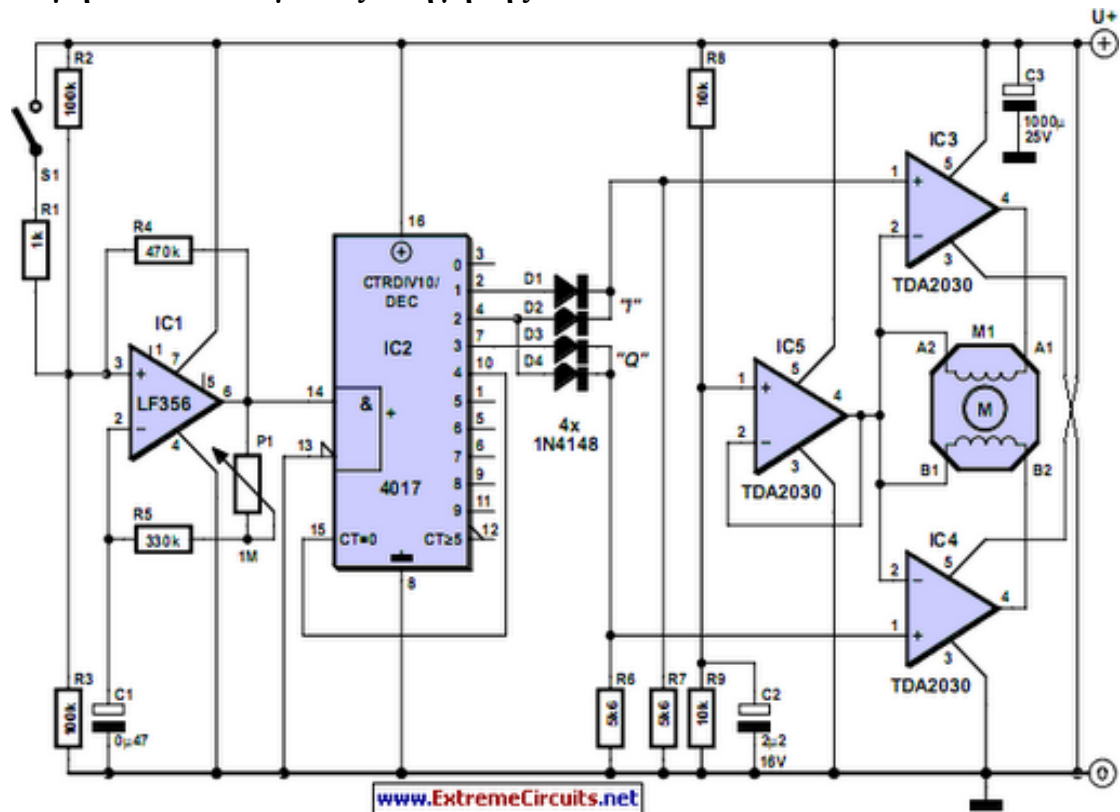 U+
R2
100k
S1
R1
1k
R4
470k
IC1
3
+
1
7
5
6
LF356
2
−
4
P1
1M
R5
330k
R3
100k
C1
0µ47
16
CTRDIV10/
DEC
IC2
14
&
+
13
4017
15
CT=0
CT≥5
8
0
3
1
2
2
4
3
7
4
10
5
1
6
5
7
6
8
9
9
11
12
D1
D2
D3
D4
"I"
"Q"
4x
1N4148
R8
10k
IC5
1
+
5
4
2
−
3
TDA2030
R6
5k6
R7
5k6
R9
10k
C2
2µ2
16V
C3
1000µ
25V
IC3
1
+
5
4
2
−
3
TDA2030
M1
A2
A1
M
B1
B2
IC4
2
−
5
4
1
+
3
TDA2030
0
www.ExtremeCircuits.net